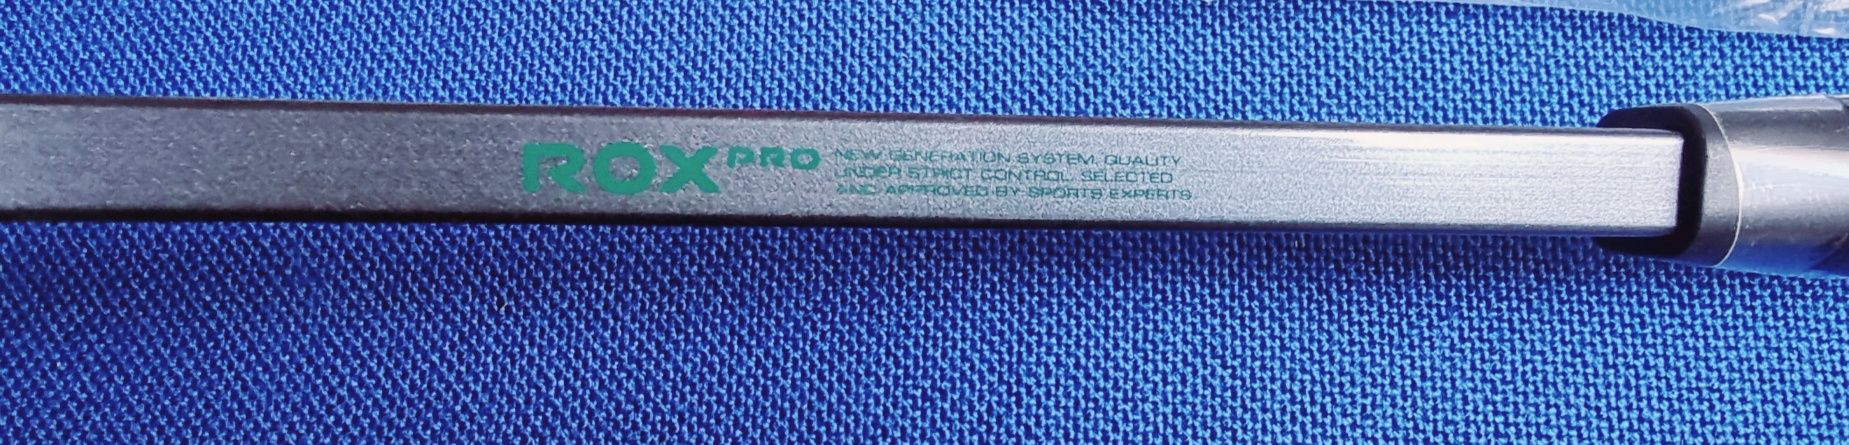 ROX PRO
NEW GENERATION SYSTEM, QUALITY
UNDER STRICT CONTROL, SELECTED
AND APPROVED BY SPORTS EXPERTS.